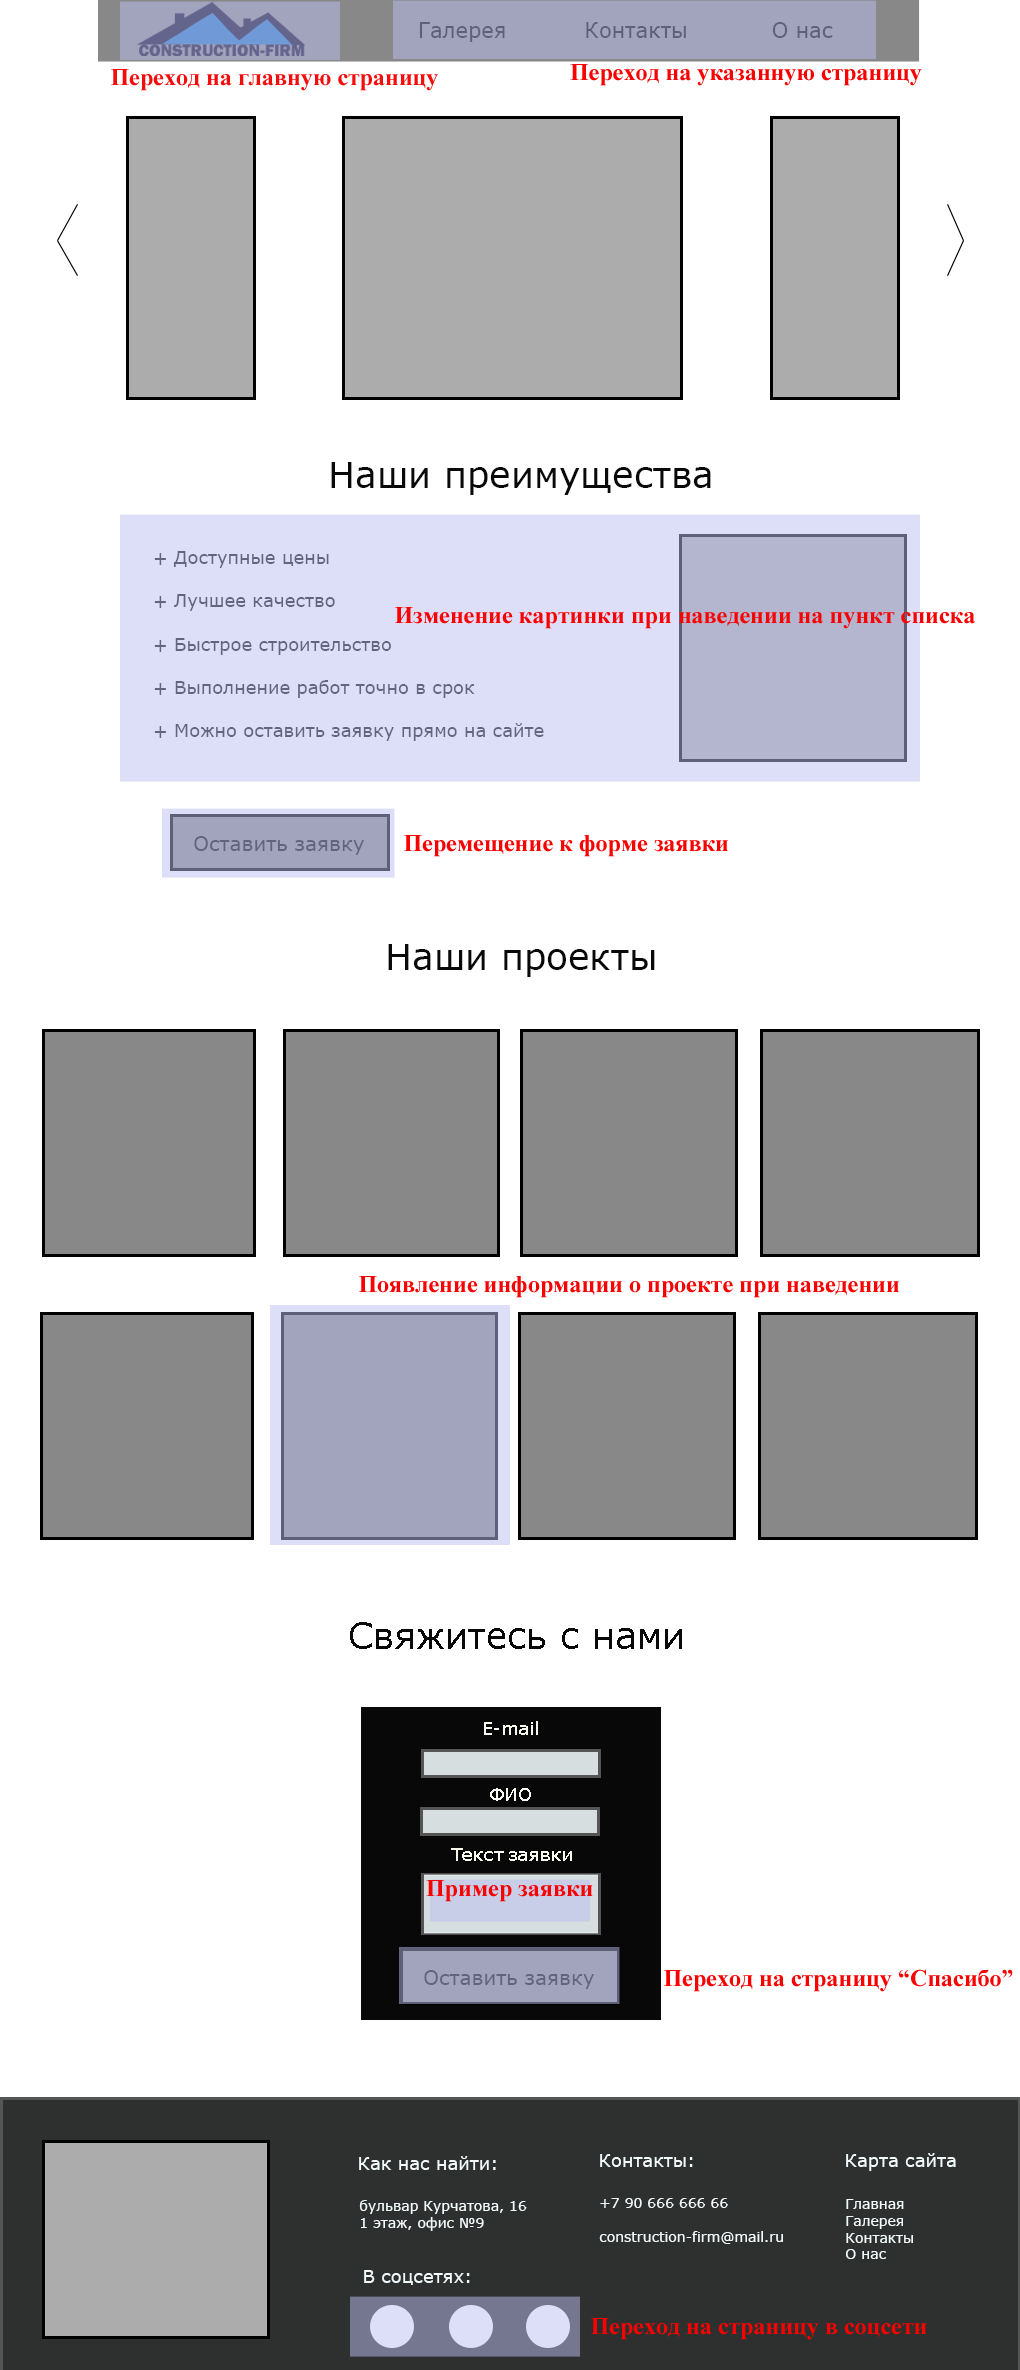 CONSTRUCTION-FIRM
Галерея
Контакты
О нас
Переход на главную страницу
Переход на указанную страницу
Наши преимущества
+ Доступные цены
+ Лучшее качество
Изменение картинки при наведении на пункт списка
+ Быстрое строительство
+ Выполнение работ точно в срок
+ Можно оставить заявку прямо на сайте
Оставить заявку
Перемещение к форме заявки
Наши проекты
Появление информации о проекте при наведении
Свяжитесь с нами
E-mail
ФИО
Текст заявки
Пример заявки
Оставить заявку
Переход на страницу “Спасибо”
Как нас найти:
бульвар Курчатова, 16
1 этаж, офис №9
В соцсетях:
Переход на страницу в соцсети
Контакты:
+7 90 666 666 66
construction-firm@mail.ru
Карта сайта
Главная
Галерея
Контакты
О нас